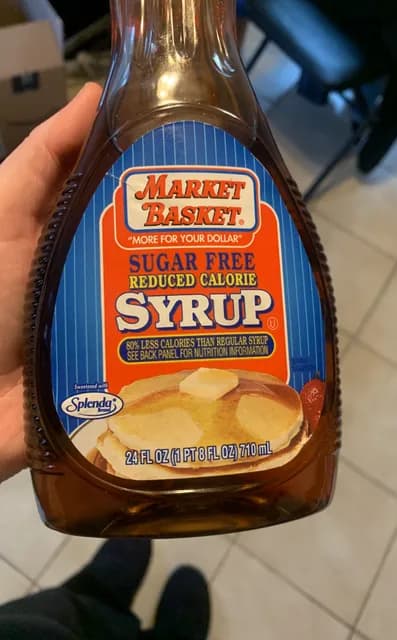 MARKET
BASKET®
"MORE FOR YOUR DOLLAR"
SUGAR FREE
REDUCED CALORIE
SYRUP
U
80% LESS CALORIES THAN REGULAR SYRUP
SEE BACK PANEL FOR NUTRITION INFORMATION
Sweetened with
Splenda®
24 FL OZ (1 PT 8 FL OZ) 710 mL